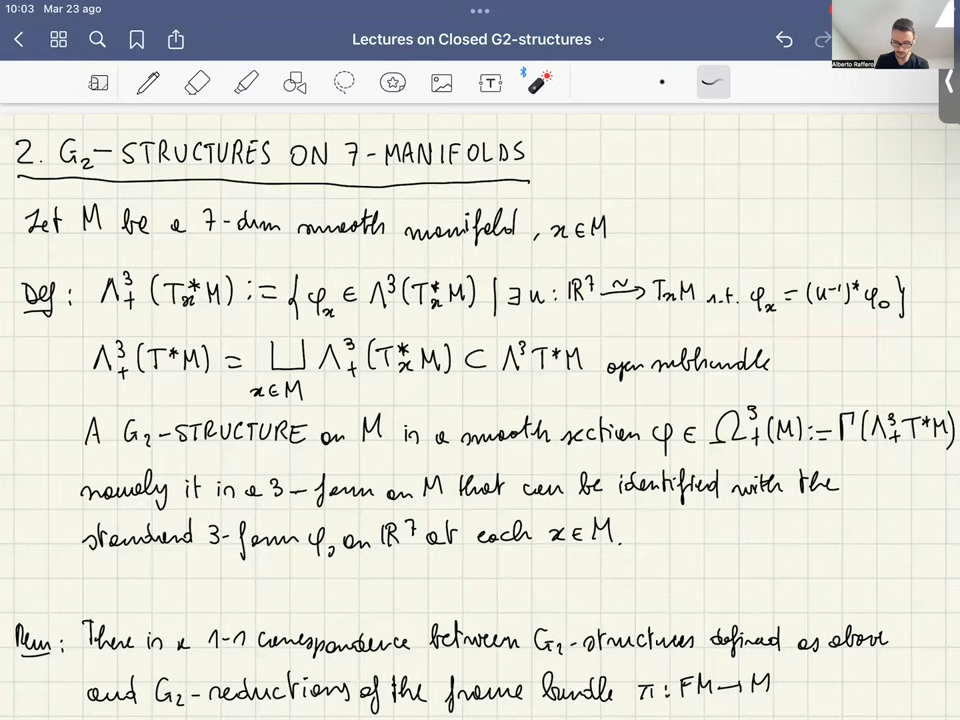 10:03 Mar 23 ago
Lectures on Closed G2-structures
Alberto Raffero
2. G₂-STRUCTURES ON 7-MANIFOLDS
Let M be a 7-dim smooth manifold, x∈M
Def: Λ³₊(T*ₓM) := {φₓ ∈ Λ³(T*ₓM) | ∃ u: ℝ⁷ ⥲ TₓM s.t. φₓ = (u⁻¹)*φ₀}
Λ³₊(T*M) = ⨆_{x∈M} Λ³₊(T*ₓM) ⊂ Λ³T*M open subbundle
A G₂-STRUCTURE on M is a smooth section φ ∈ Ω³₊(M) := Γ(Λ³₊T*M)
namely it is a 3-form on M that can be identified with the
standard 3-form φ₀ on ℝ⁷ at each x∈M.
Rem: There is a 1-1 correspondence between G₂-structures defined as above
and G₂-reductions of the frame bundle π: FM→M